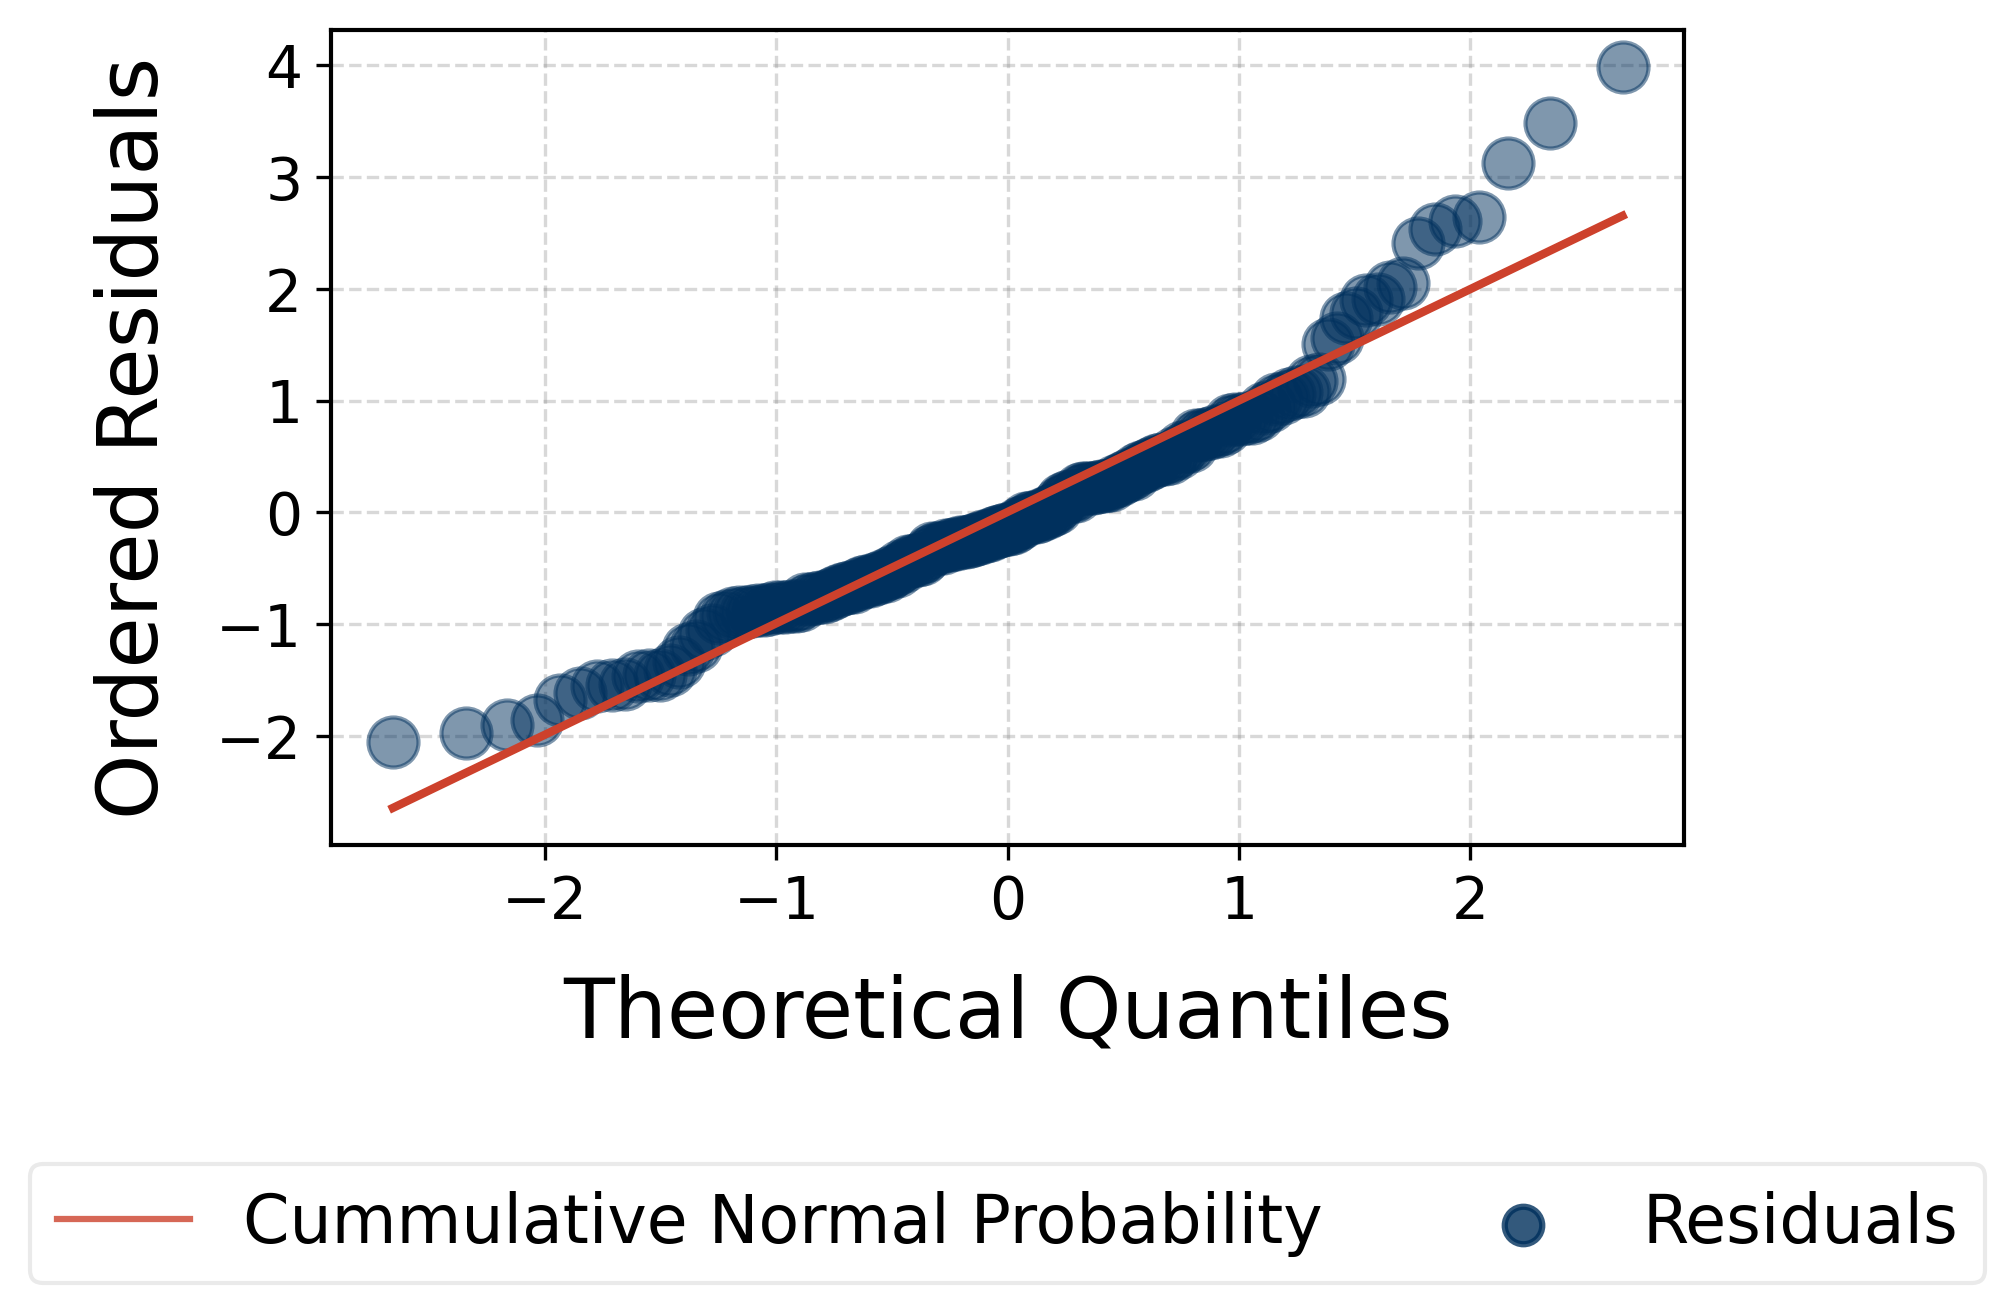 Ordered Residuals
4
3
2
1
0
−1
−2
−2 −1 0 1 2
Theoretical Quantiles
Cummulative Normal Probability
Residuals